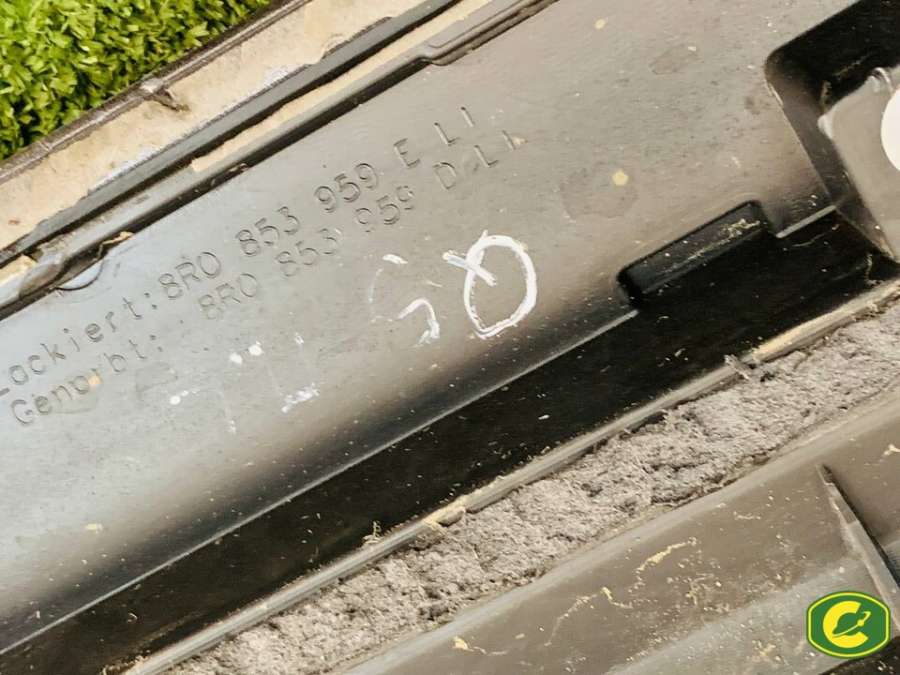 Lackiert: 8R0 853 959 E LI
Genarbt: 8R0 853 959 D LI